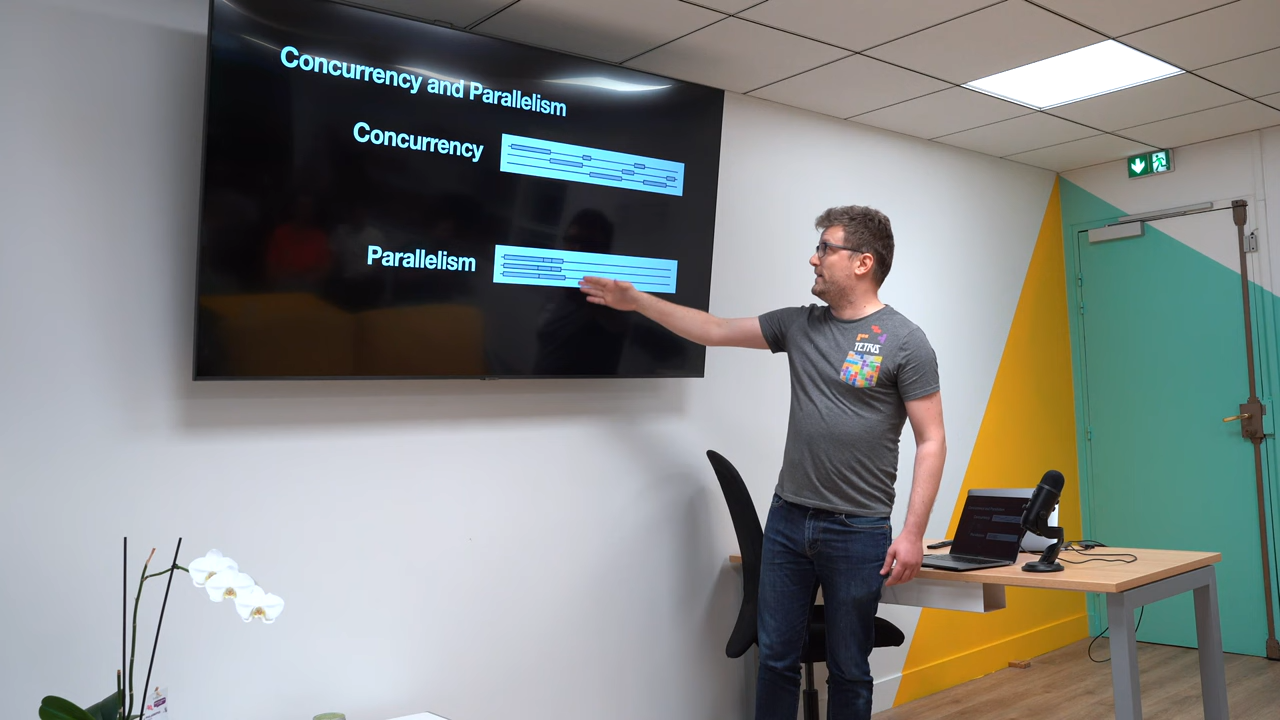 Concurrency and Parallelism
Concurrency
Parallelism
TETRIS